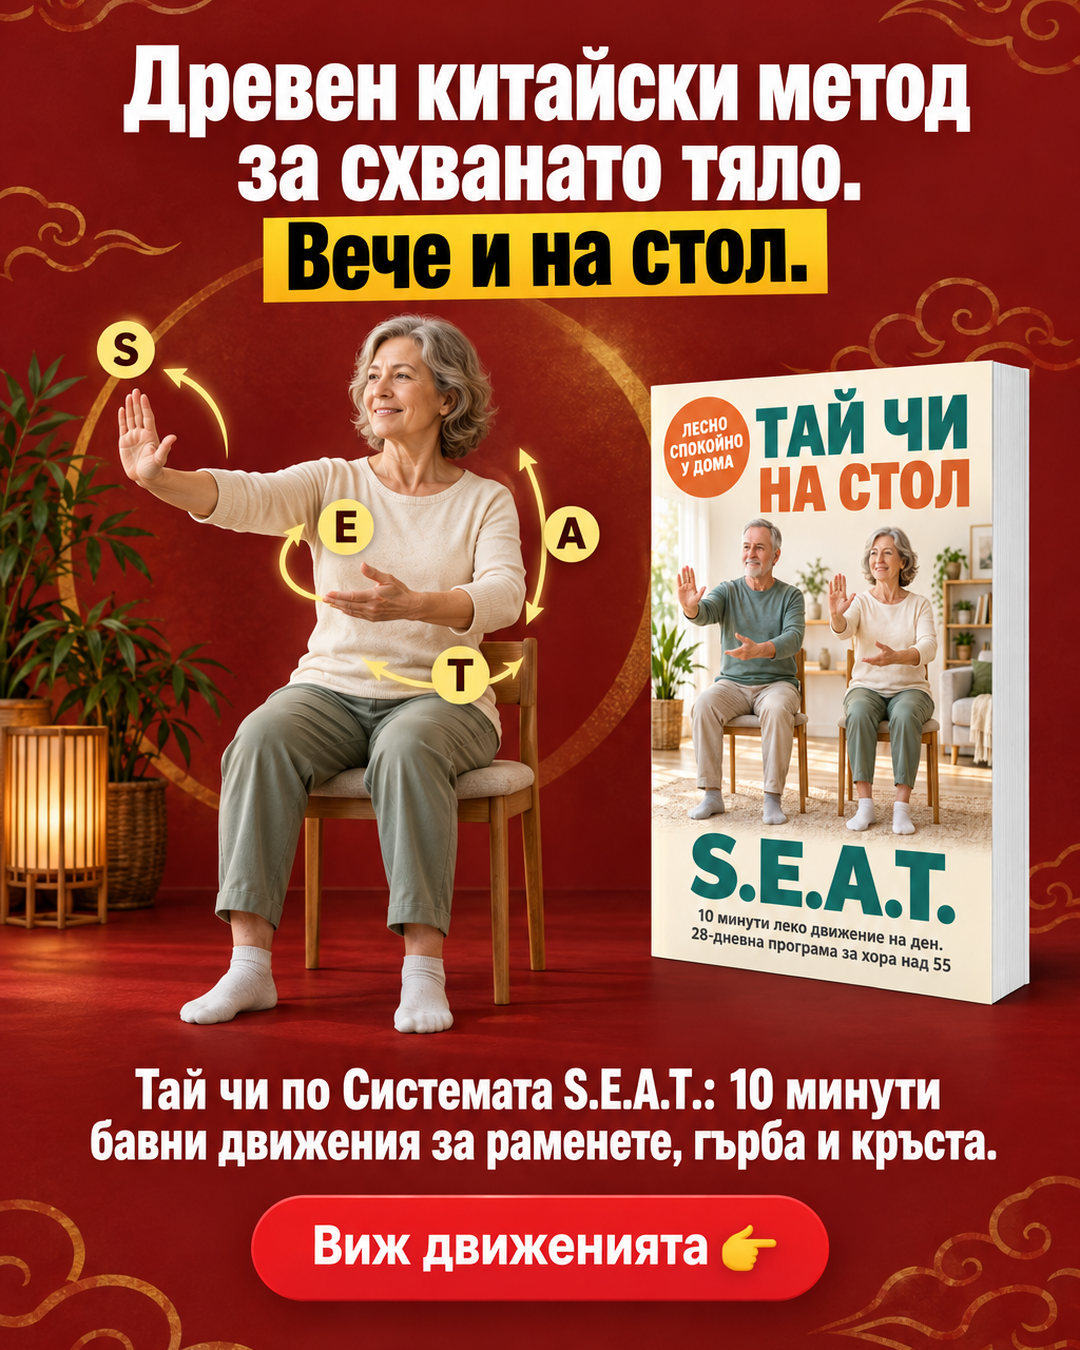 Древен китайски метод
за схванато тяло.
Вече и на стол.
S
E
A
T
ЛЕСНО
СПОКОЙНО
У ДОМА
ТАЙ ЧИ
НА СТОЛ
S.E.A.T.
10 минути леко движение на ден.
28-дневна програма за хора над 55
Тай чи по Системата S.E.A.T.: 10 минути
бавни движения за раменете, гърба и кръста.
Виж движенията 👉